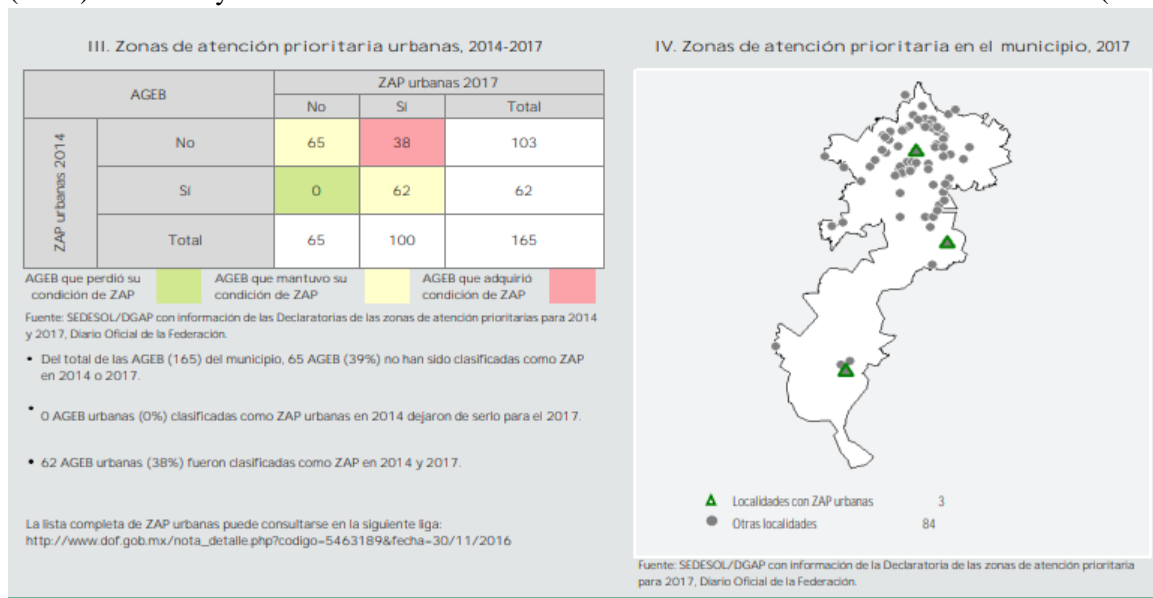 III. Zonas de atención prioritaria urbanas, 2014-2017
AGEB
ZAP urbanas 2017
No
Sí
Total
ZAP urbanas 2014
No
65
38
103
Sí
0
62
62
Total
65
100
165
AGEB que perdió su condición de ZAP
AGEB que mantuvo su condición de ZAP
AGEB que adquirió condición de ZAP
Fuente: SEDESOL/DGAP con información de las Declaratorias de las zonas de atención prioritarias para 2014
y 2017, Diario Oficial de la Federación.
• Del total de las AGEB (165) del municipio, 65 AGEB (39%) no han sido clasificadas como ZAP
en 2014 o 2017.
• 0 AGEB urbanas (0%) clasificadas como ZAP urbanas en 2014 dejaron de serlo para el 2017.
• 62 AGEB urbanas (38%) fueron clasificadas como ZAP en 2014 y 2017.
La lista completa de ZAP urbanas puede consultarse en la siguiente liga:
http://www.dof.gob.mx/nota_detalle.php?codigo=5463189&fecha=30/11/2016
IV. Zonas de atención prioritaria en el municipio, 2017
Localidades con ZAP urbanas 3
Otras localidades 84
Fuente: SEDESOL/DGAP con información de la Declaratoria de las zonas de atención prioritaria
para 2017, Diario Oficial de la Federación.